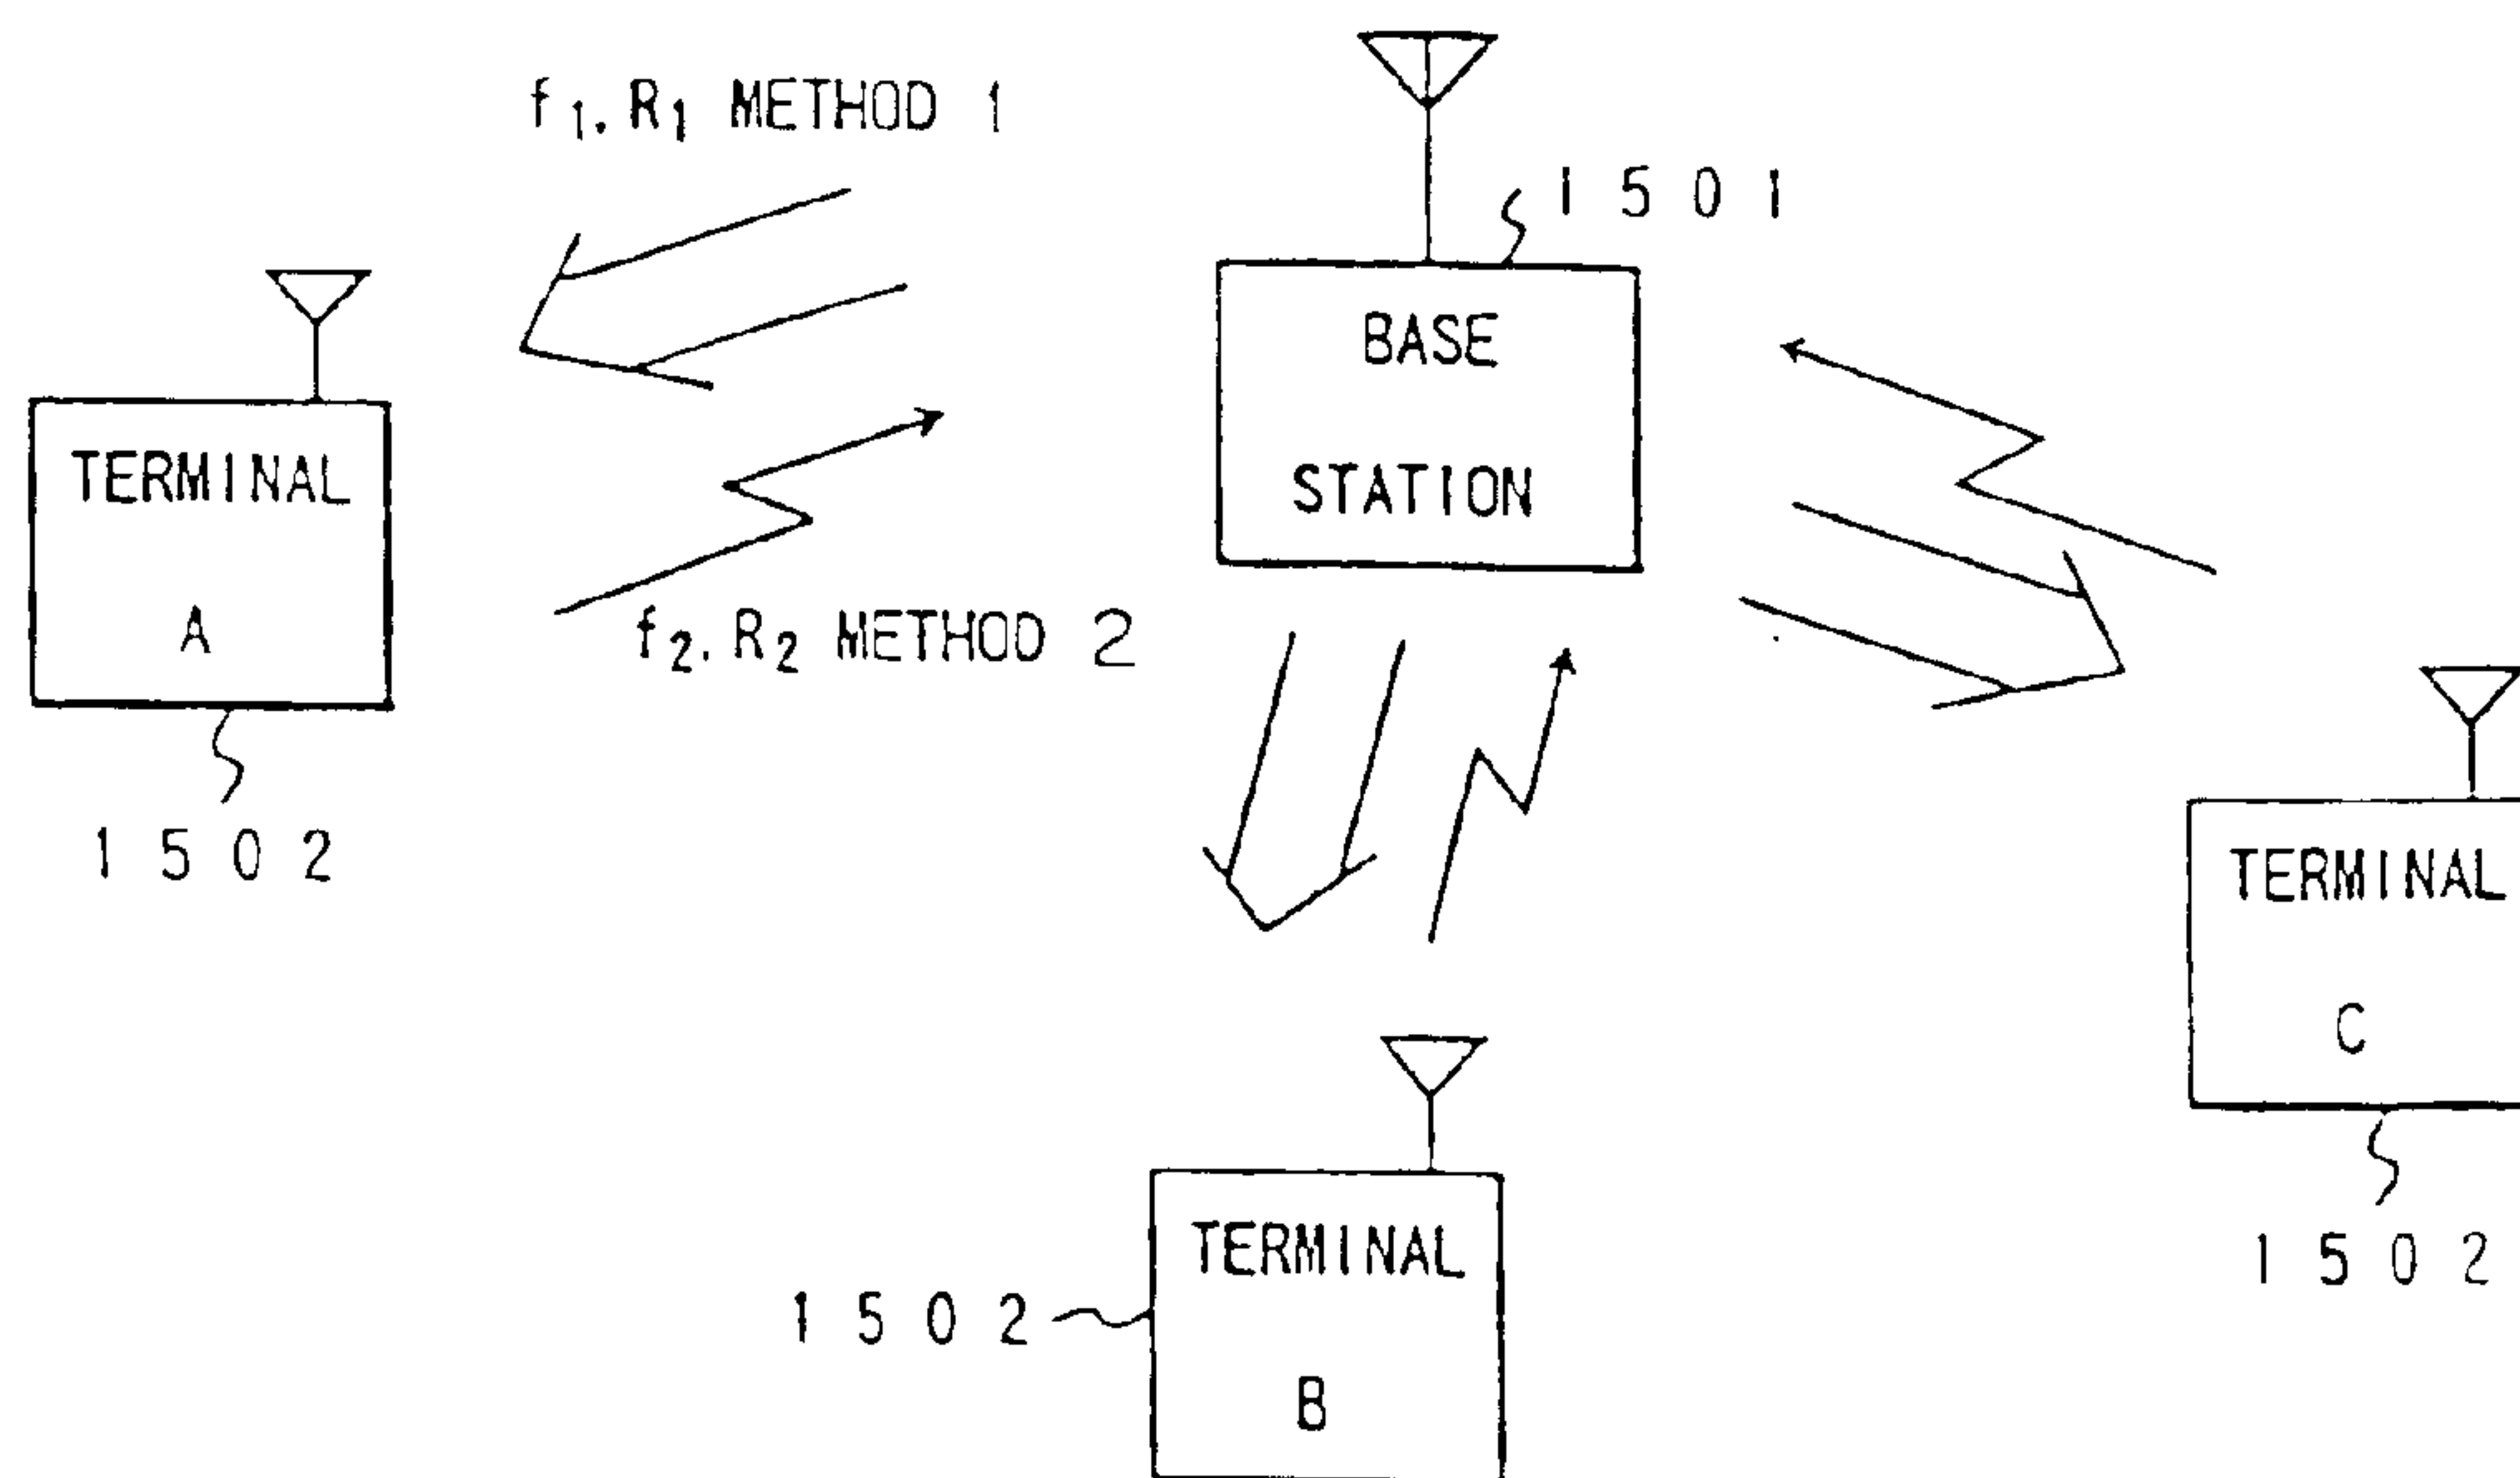 f1, R1 METHOD 1
1501
BASE
STATION
TERMINAL
A
f2, R2 METHOD 2
1502
TERMINAL
C
1502
TERMINAL
1502
B